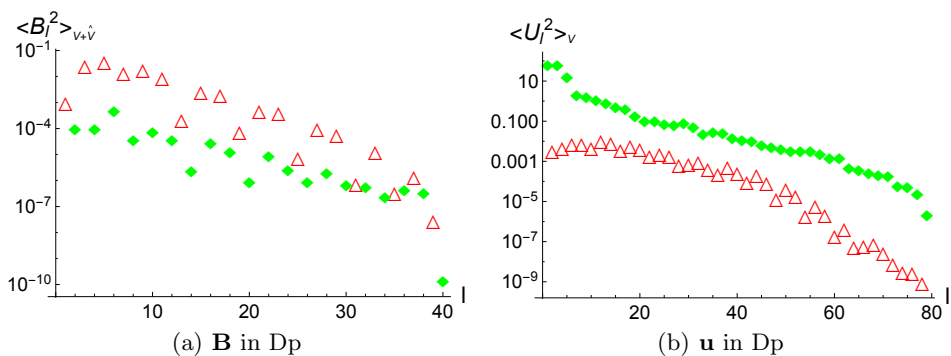 <B_l^2>_{V+\hat{V}}
10^-1
10^-4
10^-7
10^-10
10 20 30 40 l
(a) B in Dp
<U_l^2>_V
10
0.100
0.001
10^-5
10^-7
10^-9
20 40 60 80 l
(b) u in Dp